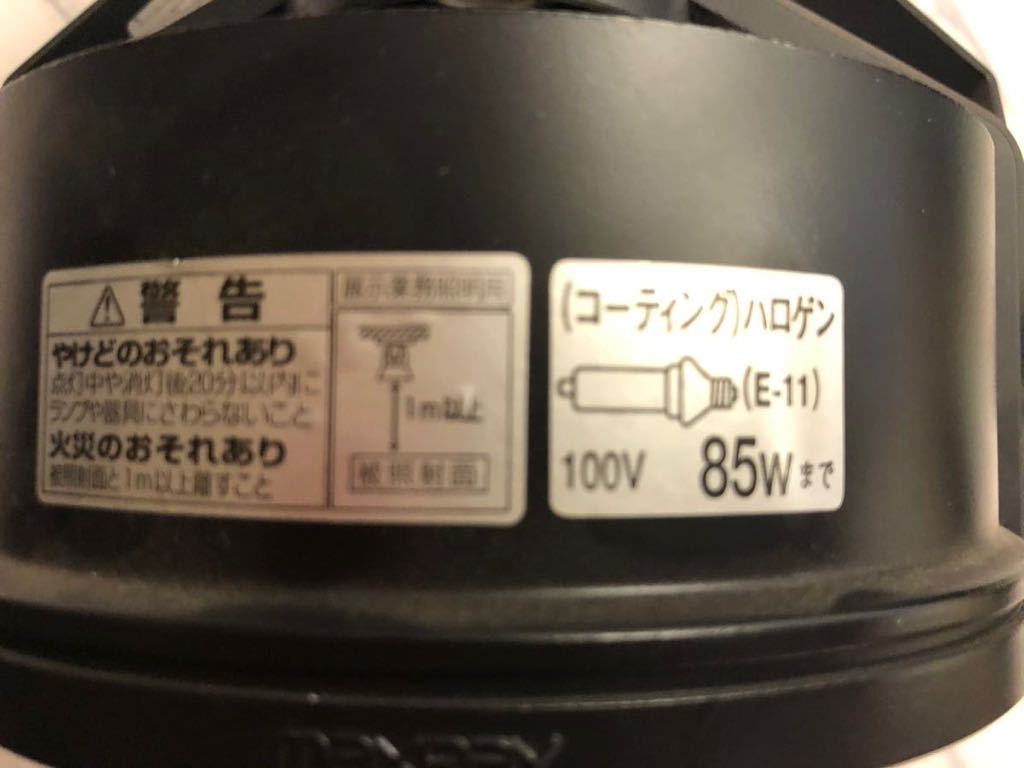 警告
やけどのおそれあり
点灯中や消灯後20分以内に
ランプや器具にさわらないこと
火災のおそれあり
被照射面と1m以上離すこと
展示業務照明用
1m以上
被照射面
(コーティング)ハロゲン
(E-11)
100V 85Wまで